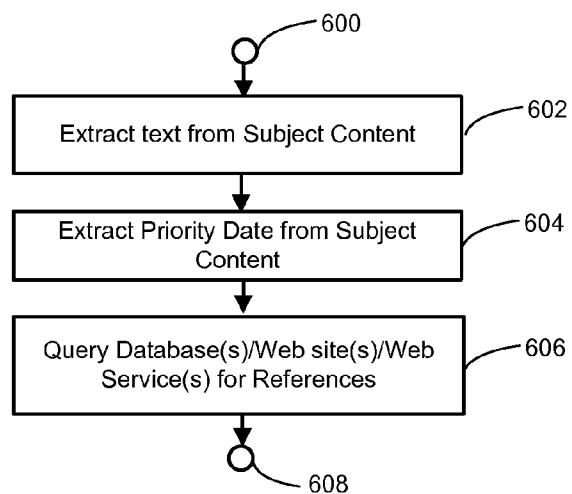 600
Extract text from Subject Content
602
Extract Priority Date from Subject
Content
604
Query Database(s)/Web site(s)/Web
Service(s) for References
606
608